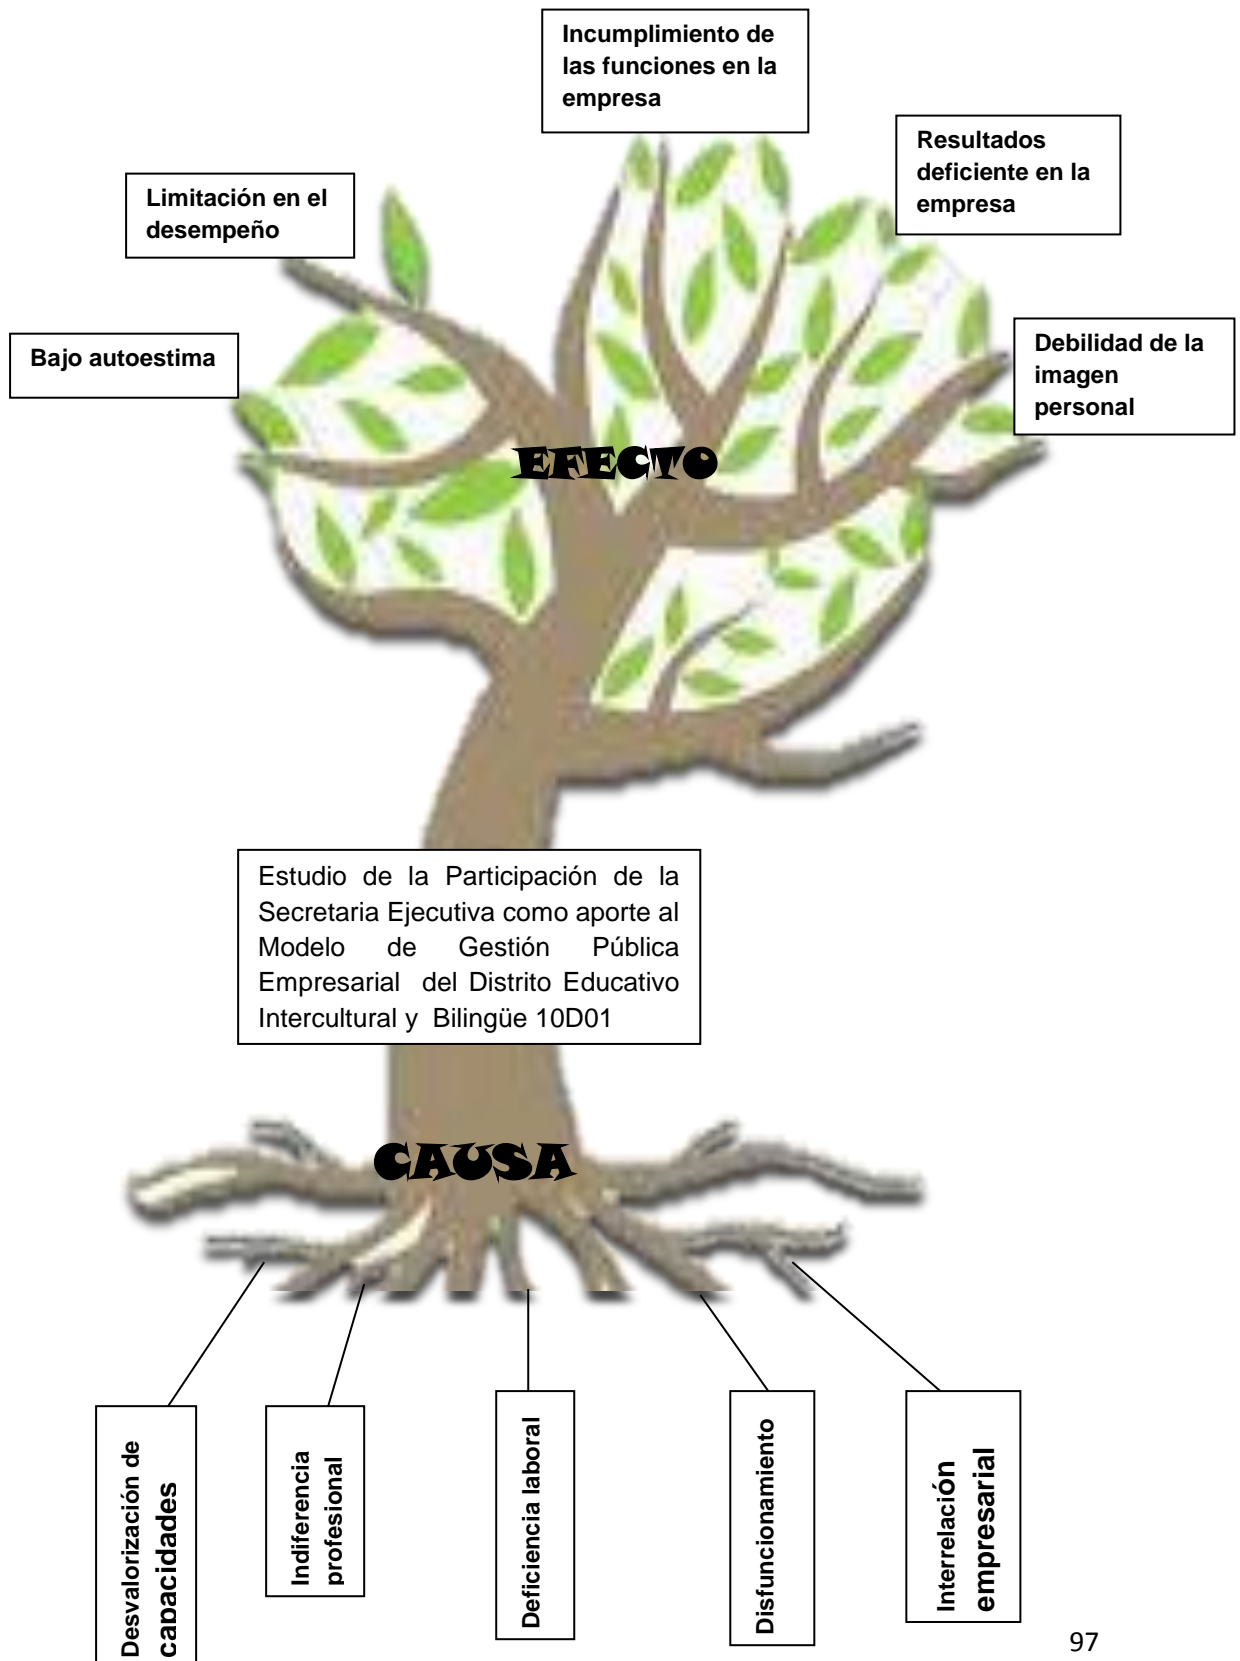 Incumplimiento de
las funciones en la
empresa
Resultados
deficiente en la
empresa
Limitación en el
desempeño
Bajo autoestima
Debilidad de la
imagen
personal
EFECTO
Estudio de la Participación de la
Secretaria Ejecutiva como aporte al
Modelo de Gestión Pública
Empresarial del Distrito Educativo
Intercultural y Bilingüe 10D01
CAUSA
Desvalorización de
capacidades
Indiferencia
profesional
Deficiencia laboral
Disfuncionamiento
Interrelación
empresarial
97